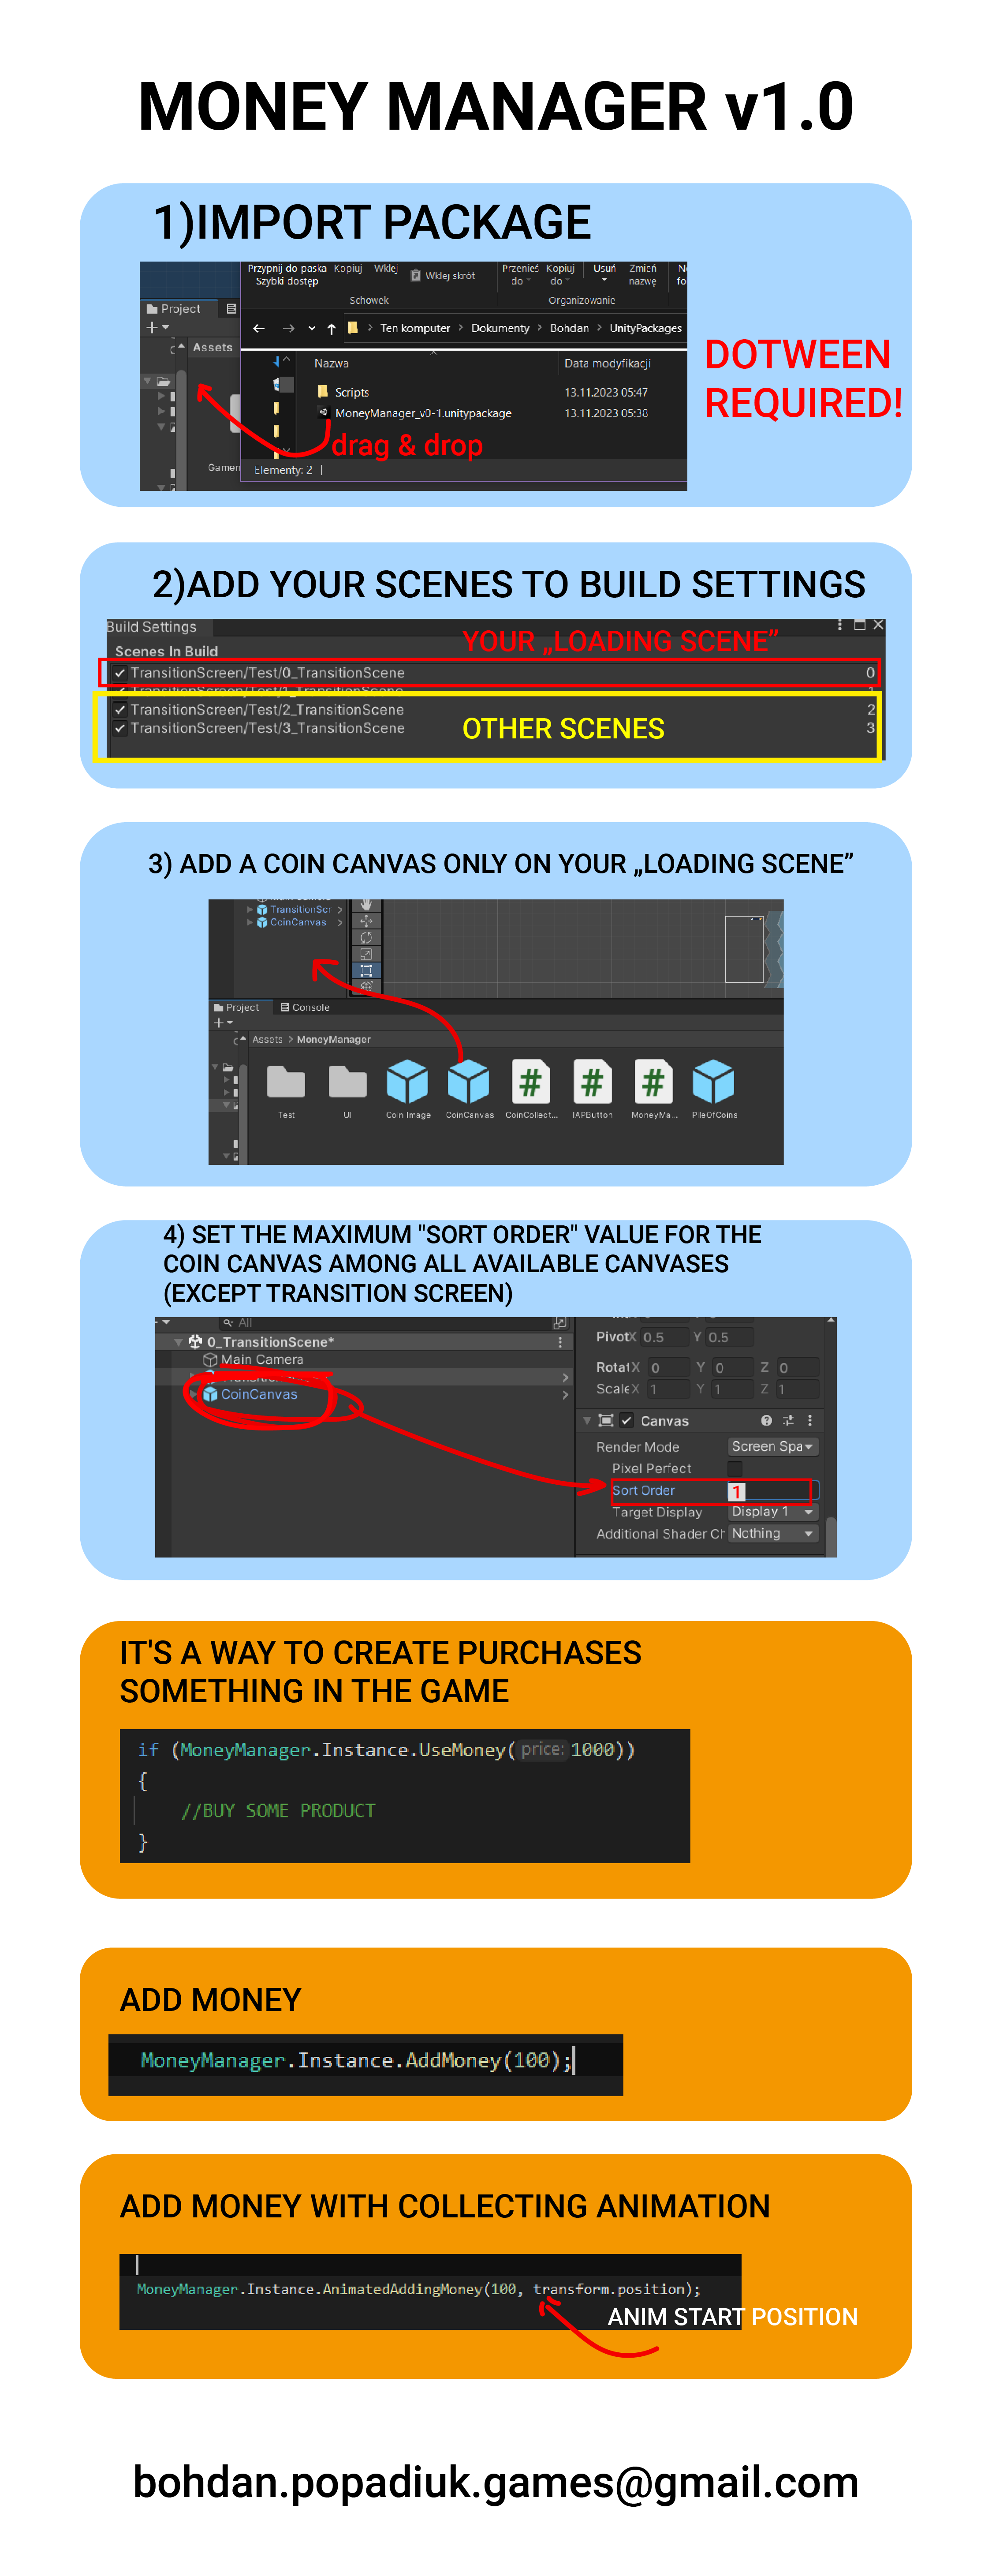 MONEY MANAGER v1.0
1)IMPORT PACKAGE
Przypnij do paska Kopiuj Wklej
Szybki dostęp
Wklej skrót
Przenieś Kopiuj Usuń Zmień
do do nazwę
Schowek Organizowanie
Project
Assets
Ten komputer > Dokumenty > Bohdan > UnityPackages
Nazwa Data modyfikacji
Scripts 13.11.2023 05:47
MoneyManager_v0-1.unitypackage 13.11.2023 05:38
drag & drop
Elementy: 2
DOTWEEN
REQUIRED!
2)ADD YOUR SCENES TO BUILD SETTINGS
Build Settings
YOUR „LOADING SCENE”
Scenes In Build
TransitionScreen/Test/0_TransitionScene 0
TransitionScreen/Test/2_TransitionScene 2
TransitionScreen/Test/3_TransitionScene 3
OTHER SCENES
3) ADD A COIN CANVAS ONLY ON YOUR „LOADING SCENE”
TransitionScr
CoinCanvas
Project Console
Assets > MoneyManager
Test UI Coin Image CoinCanvas CoinCollect... IAPButton MoneyMa... PileOfCoins
4) SET THE MAXIMUM "SORT ORDER" VALUE FOR THE
COIN CANVAS AMONG ALL AVAILABLE CANVASES
(EXCEPT TRANSITION SCREEN)
All
0_TransitionScene*
Main Camera
CoinCanvas
Pivot X 0.5 Y 0.5
Rotat X 0 Y 0 Z 0
Scale X 1 Y 1 Z 1
Canvas
Render Mode Screen Spa
Pixel Perfect
Sort Order 1
Target Display Display 1
Additional Shader Ch Nothing
IT'S A WAY TO CREATE PURCHASES
SOMETHING IN THE GAME
if (MoneyManager.Instance.UseMoney(price:1000))
{
//BUY SOME PRODUCT
}
ADD MONEY
MoneyManager.Instance.AddMoney(100);
ADD MONEY WITH COLLECTING ANIMATION
MoneyManager.Instance.AnimatedAddingMoney(100, transform.position);
ANIM START POSITION
bohdan.popadiuk.games@gmail.com